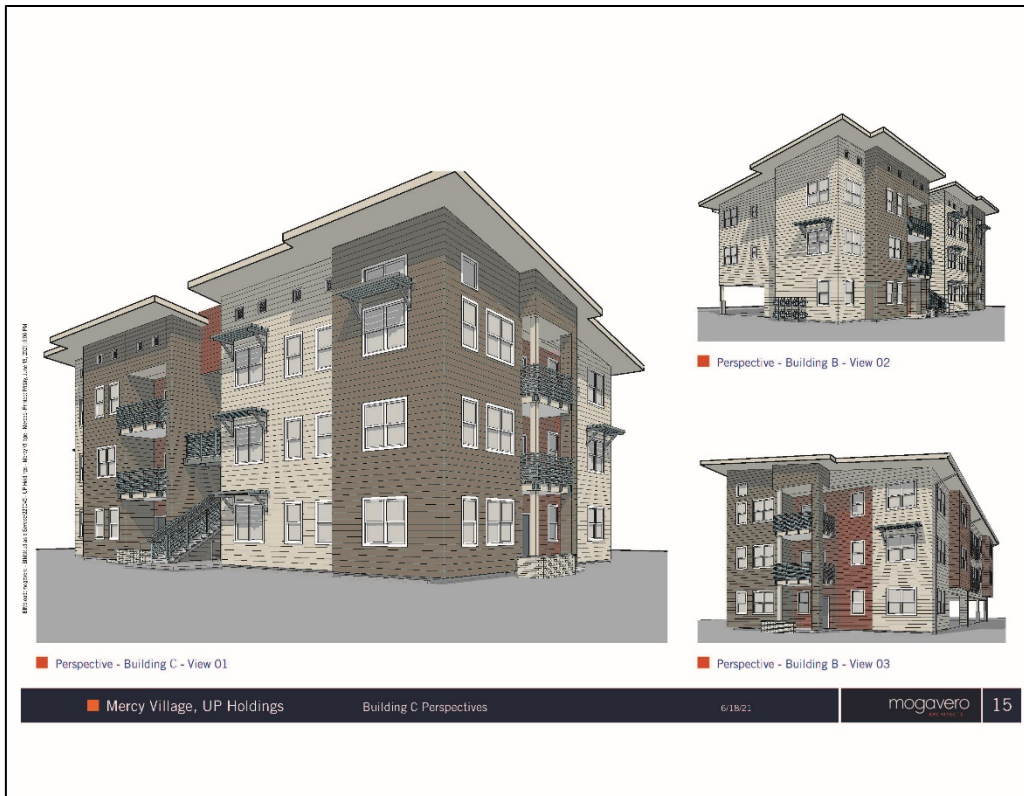 Perspective - Building B - View 02
Perspective - Building C - View 01
Perspective - Building B - View 03
Mercy Village, UP Holdings
Building C Perspectives
6/18/21
mogavero
ARCHITECTS
15